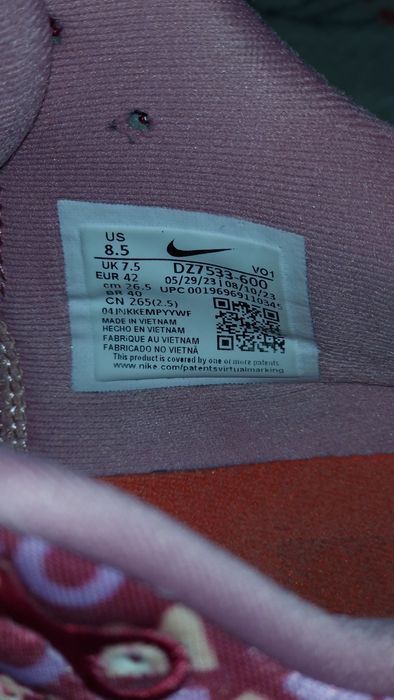 US
8.5
UK 7.5
EUR 42
cm 26.5
BR 40
CN 265(2.5)
DZ7533-600 VO1
05/29/23 | 08/10/23
UPC 00196969110345
04JNKKEMPYYWF
MADE IN VIETNAM
HECHO EN VIETNAM
FABRIQUÉ AU VIETNAM
FABRICADO NO VIETNÃ
This product is covered by one or more patents
www.nike.com/patentsvirtualmarking